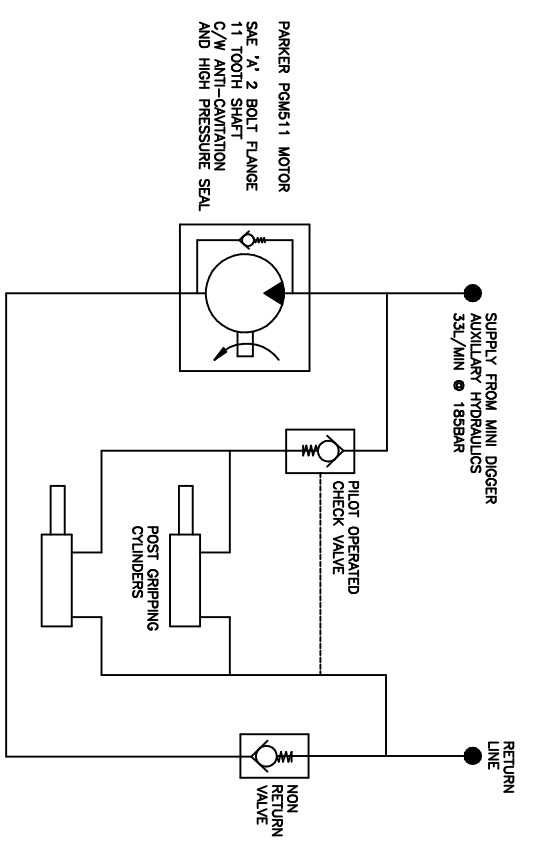 SUPPLY FROM MINI DIGGER
AUXILLARY HYDRAULICS
33L/MIN @ 185BAR
RETURN
LINE
PARKER PGM511 MOTOR
SAE 'A' 2 BOLT FLANGE
11 TOOTH SHAFT
C/W ANTI-CAVITATION
AND HIGH PRESSURE SEAL
PILOT OPERATED
CHECK VALVE
POST GRIPPING
CYLINDERS
NON
RETURN
VALVE